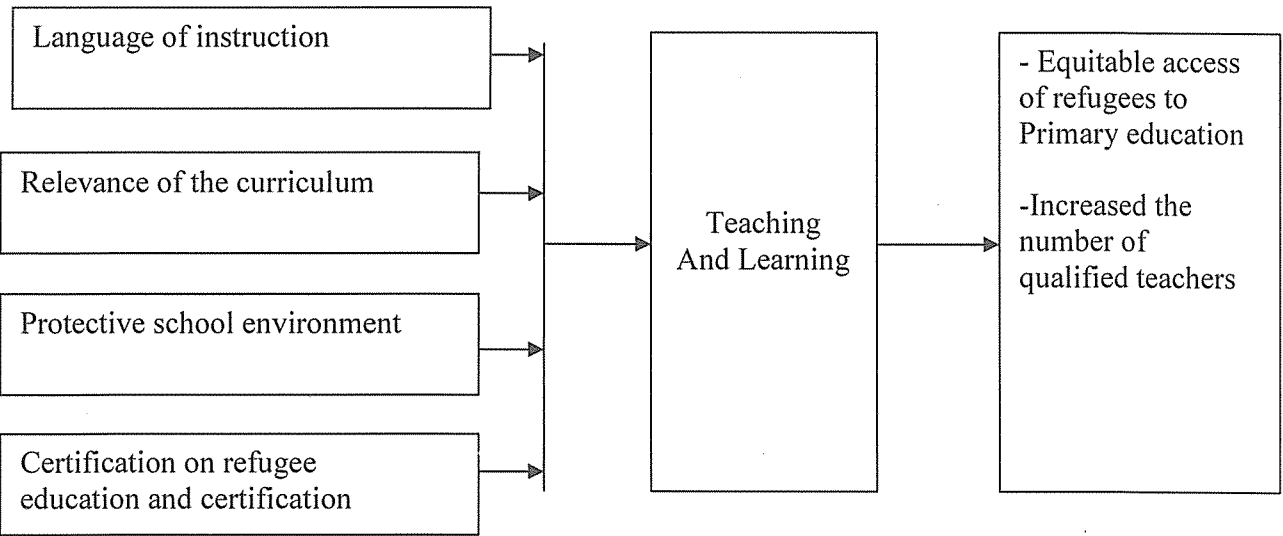 Language of instruction
Relevance of the curriculum
Protective school environment
Certification on refugee
education and certification
Teaching
And Learning
- Equitable access
of refugees to
Primary education
-Increased the
number of
qualified teachers